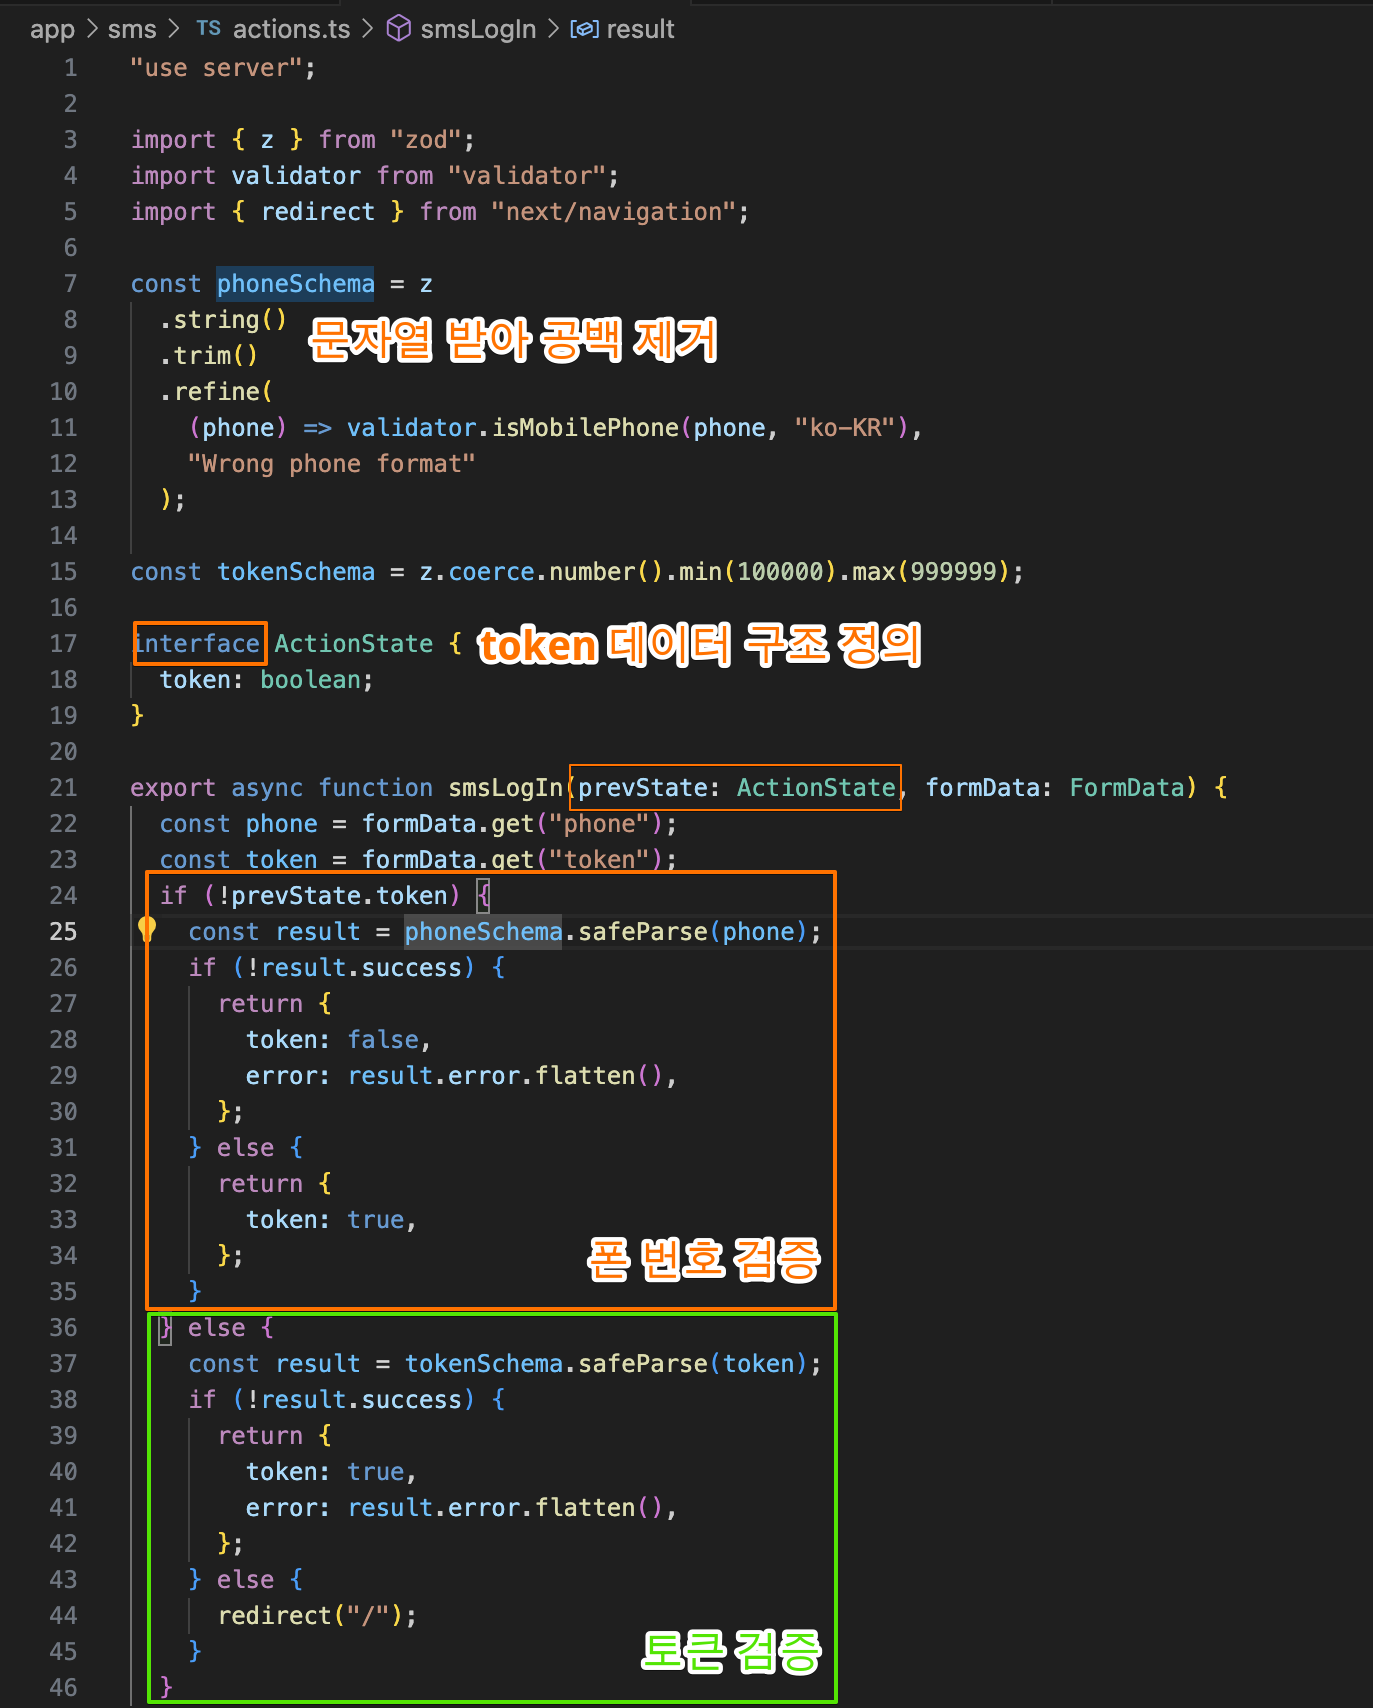 app > sms > TS actions.ts > smsLogIn > result
1 "use server";
2
3 import { z } from "zod";
4 import validator from "validator";
5 import { redirect } from "next/navigation";
6
7 const phoneSchema = z
8 .string()
문자열 받아 공백 제거
9 .trim()
10 .refine(
11 (phone) => validator.isMobilePhone(phone, "ko-KR"),
12 "Wrong phone format"
13 );
14
15 const tokenSchema = z.coerce.number().min(100000).max(999999);
16
17 interface ActionState { token 데이터 구조 정의
18 token: boolean;
19 }
20
21 export async function smsLogIn(prevState: ActionState, formData: FormData) {
22 const phone = formData.get("phone");
23 const token = formData.get("token");
24 if (!prevState.token) {
25 const result = phoneSchema.safeParse(phone);
26 if (!result.success) {
27 return {
28 token: false,
29 error: result.error.flatten(),
30 };
31 } else {
32 return {
33 token: true,
34 };
폰 번호 검증
35 }
36 } else {
37 const result = tokenSchema.safeParse(token);
38 if (!result.success) {
39 return {
40 token: true,
41 error: result.error.flatten(),
42 };
43 } else {
44 redirect("/");
45 }
토큰 검증
46 }